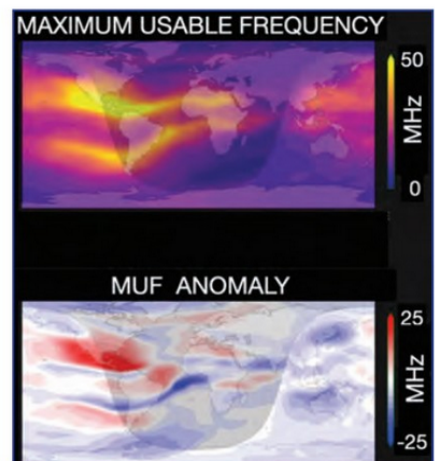 MAXIMUM USABLE FREQUENCY
50
MHz
0
MUF ANOMALY
25
MHz
-25